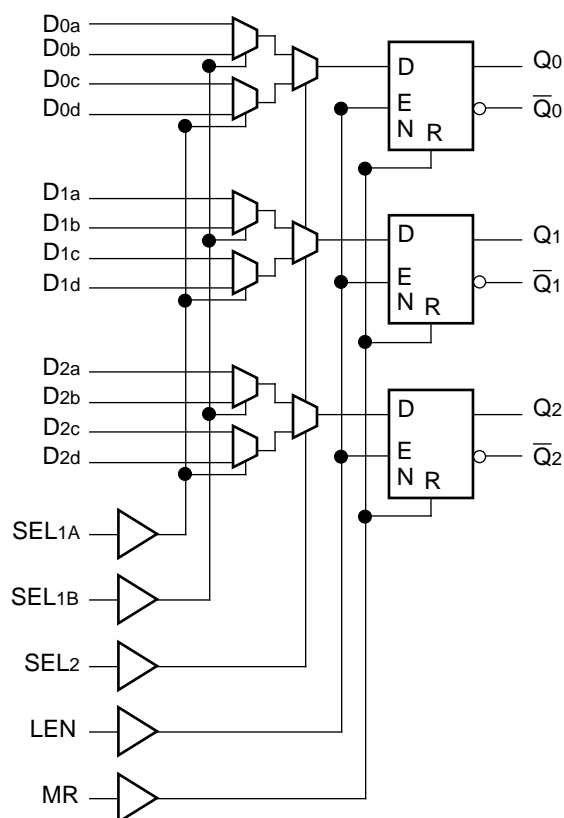 D0a
D0b
D0c
D0d
D
E
N R
Q0
Q̅0
D1a
D1b
D1c
D1d
D
E
N R
Q1
Q̅1
D2a
D2b
D2c
D2d
D
E
N R
Q2
Q̅2
SEL1A
SEL1B
SEL2
LEN
MR